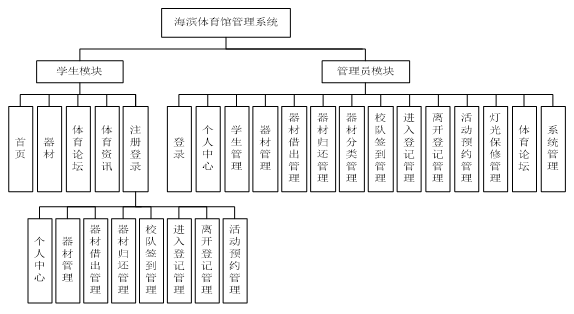 海滨体育馆管理系统
学生模块
管理员模块
首页
器材
体育论坛
体育资讯
注册登录
登录
个人中心
学生管理
器材管理
器材借出管理
器材归还管理
器材分类管理
校队签到管理
进入登记管理
离开登记管理
活动预约管理
灯光保修管理
体育论坛
系统管理
个人中心
器材管理
器材借出管理
器材归还管理
校队签到管理
进入登记管理
离开登记管理
活动预约管理